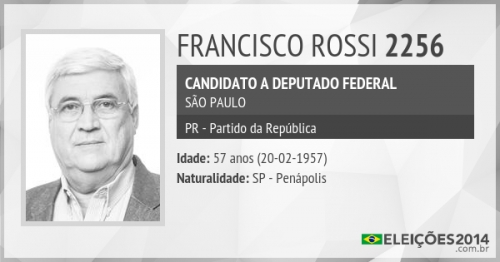 FRANCISCO ROSSI 2256
CANDIDATO A DEPUTADO FEDERAL
SÃO PAULO
PR - Partido da República
Idade: 57 anos (20-02-1957)
Naturalidade: SP - Penápolis
ELEIÇÕES2014
.com.br